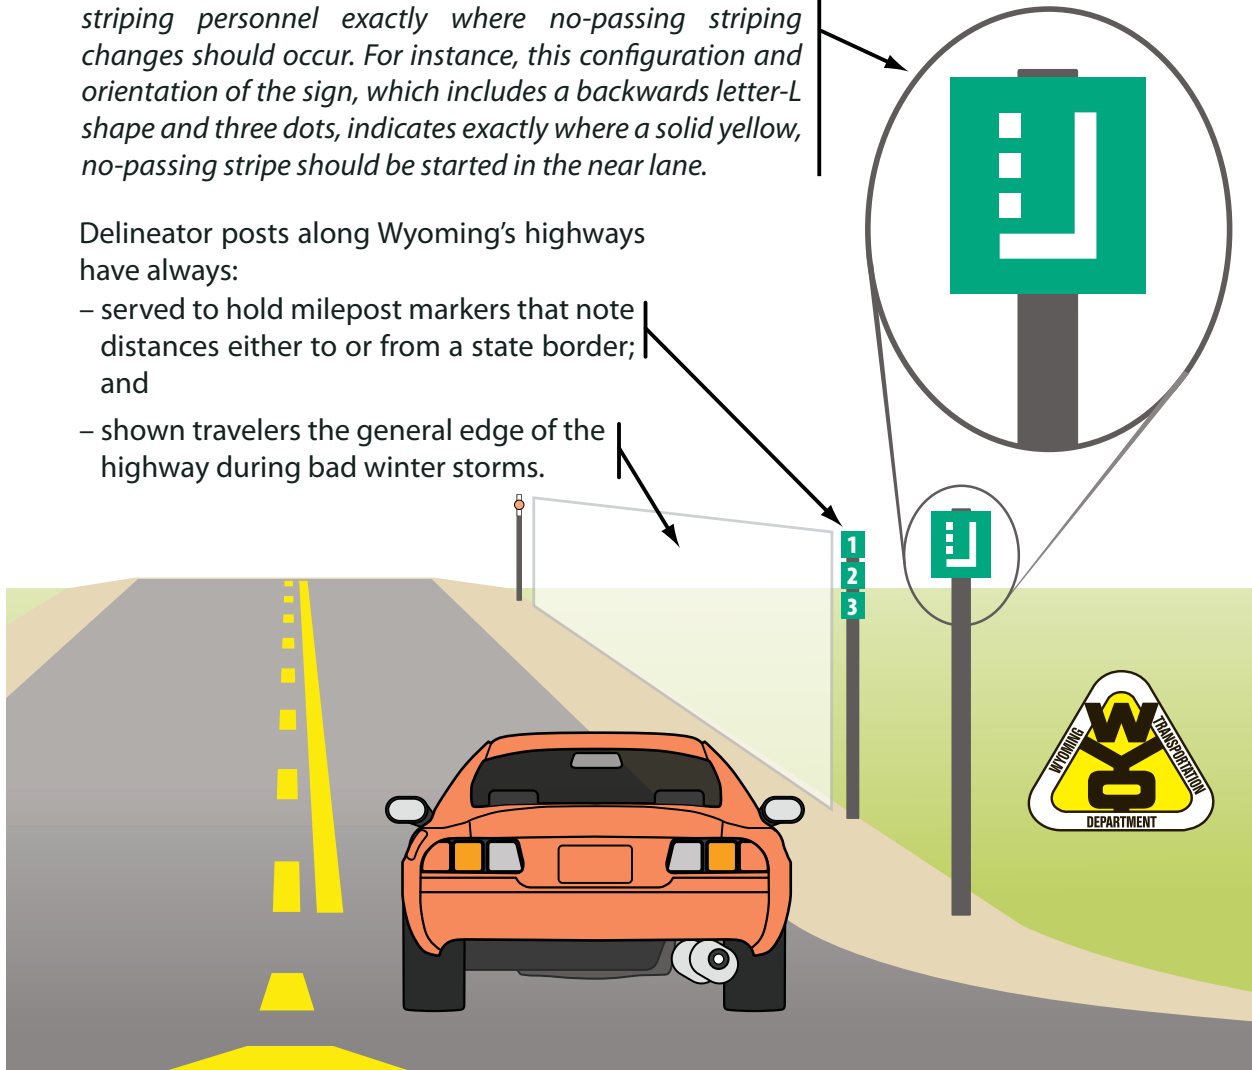 striping personnel exactly where no-passing striping
changes should occur. For instance, this configuration and
orientation of the sign, which includes a backwards letter-L
shape and three dots, indicates exactly where a solid yellow,
no-passing stripe should be started in the near lane.
Delineator posts along Wyoming’s highways
have always:
– served to hold milepost markers that note
distances either to or from a state border;
and
– shown travelers the general edge of the
highway during bad winter storms.
1
2
3
WYOMING
TRANSPORTATION
DEPARTMENT
WYO